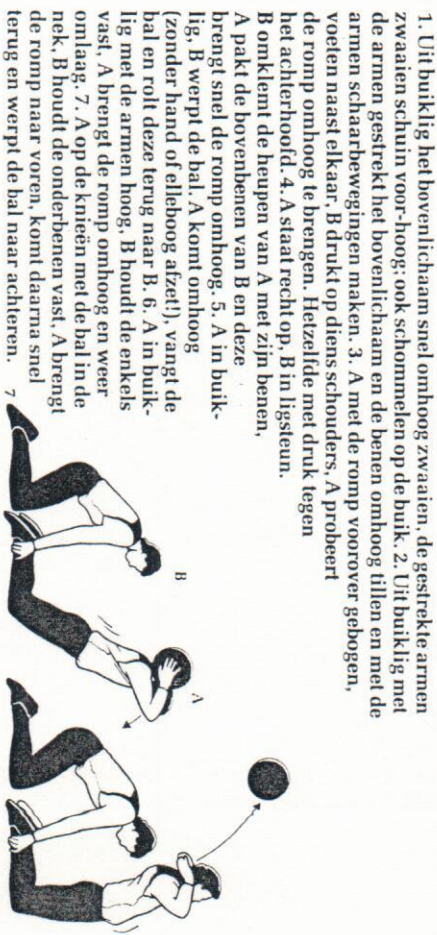 1. Uit buiklig het bovenlichaam snel omhoog zwaaien, de gestrekte armen
zwaaien schuin voor-hoog; ook schommelen op de buik. 2. Uit buiklig met
de armen gestrekt het bovenlichaam en de benen omhoog tillen en met de
armen schaarbewegingen maken. 3. A met de romp voorover gebogen,
voeten naast elkaar, B drukt op diens schouders, A probeert
de romp omhoog te brengen. Hetzelfde met druk tegen
het achterhoofd. 4. A staat recht op, B in ligsteun.
B omklemt de heupen van A met zijn benen,
A pakt de bovenbenen van B en deze
brengt snel de romp omhoog. 5. A in buik-
lig, B werpt de bal. A komt omhoog
(zonder hand of elleboog afzet!), vangt de
bal en rolt deze terug naar B. 6. A in buik-
lig met de armen hoog, B houdt de enkels
vast, A brengt de romp omhoog en weer
omlaag. 7. A op de knieën met de bal in de
nek, B houdt de onderbenen vast, A brengt
de romp naar voren, komt daarna snel
terug en werpt de bal naar achteren.
7
B
A